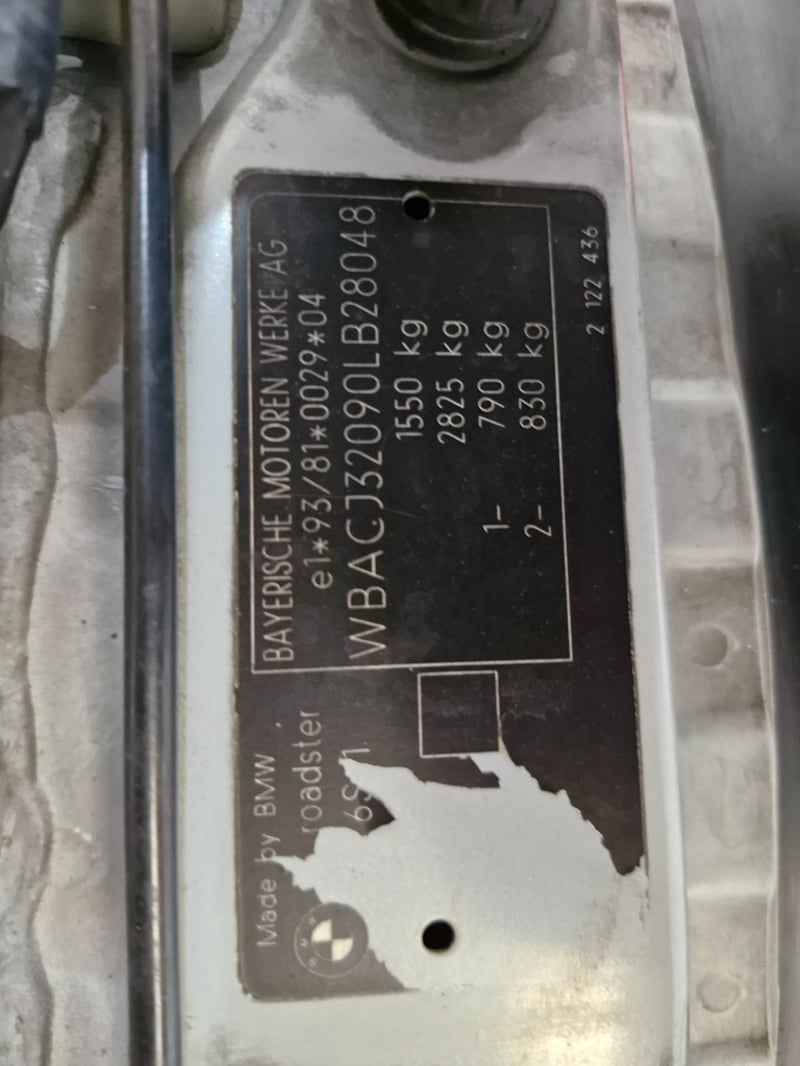 BAYERISCHE MOTOREN WERKE AG
e1*93/81*0029*04
WBACJ32090LB28048
1550 kg
2825 kg
1- 790 kg
2- 830 kg
2 122 436
Made by BMW
roadster
BMW